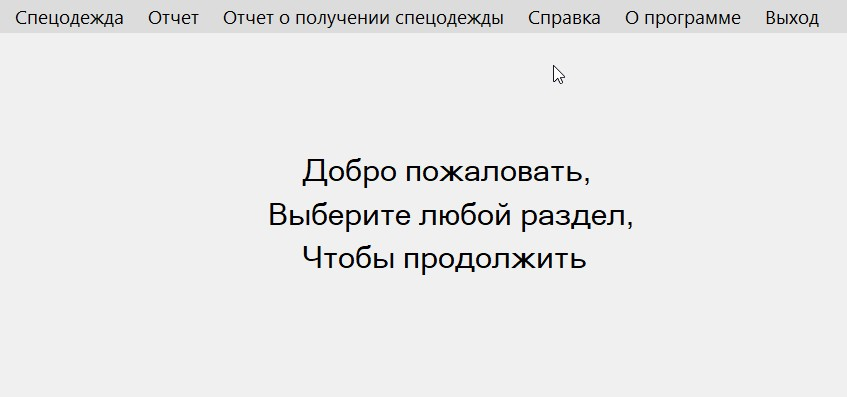 Спецодежда Отчет Отчет о получении спецодежды Справка О программе Выход
Добро пожаловать,
Выберите любой раздел,
Чтобы продолжить